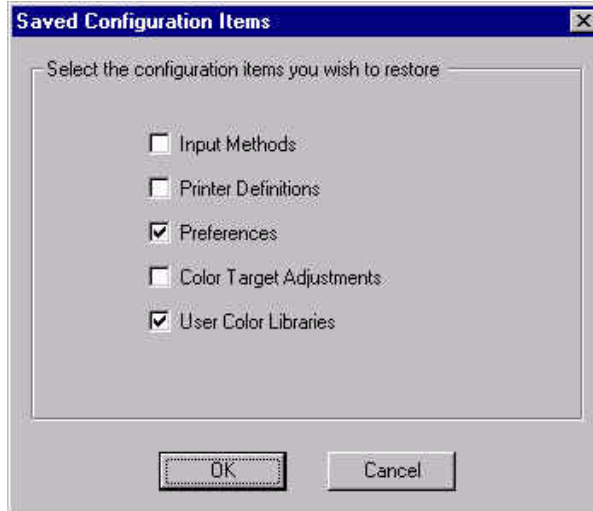 Saved Configuration Items
Select the configuration items you wish to restore
Input Methods
Printer Definitions
Preferences
Color Target Adjustments
User Color Libraries
OK
Cancel